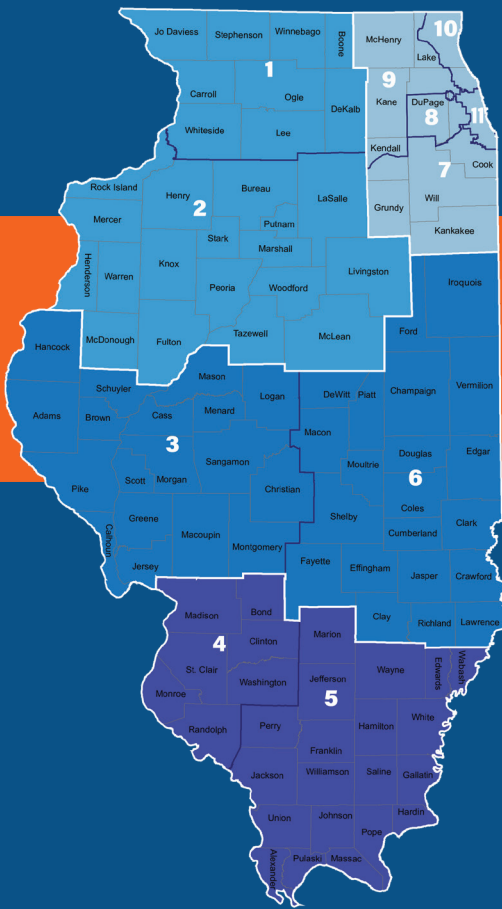 Jo Daviess
Stephenson
Winnebago
Boone
McHenry
10
Lake
1
9
Carroll
Ogle
DeKalb
Kane
DuPage
8
11
Whiteside
Lee
Kendall
7
Cook
Rock Island
Henry
Bureau
LaSalle
Grundy
Will
2
Mercer
Putnam
Kankakee
Stark
Marshall
Henderson
Warren
Knox
Peoria
Woodford
Livingston
Iroquois
McDonough
Fulton
Tazewell
McLean
Ford
Hancock
Schuyler
Mason
Logan
DeWitt
Piatt
Champaign
Vermilion
Adams
Brown
Cass
Menard
Macon
3
Sangamon
Moultrie
Douglas
Edgar
6
Pike
Scott
Morgan
Christian
Coles
Greene
Shelby
Cumberland
Clark
Calhoun
Macoupin
Montgomery
Jersey
Fayette
Effingham
Jasper
Crawford
Clay
Richland
Lawrence
Madison
Bond
Marion
4
Clinton
Wayne
Edwards
Wabash
St. Clair
Washington
Jefferson
5
Monroe
Randolph
Perry
Hamilton
White
Franklin
Jackson
Williamson
Saline
Gallatin
Union
Johnson
Pope
Hardin
Alexander
Pulaski
Massac